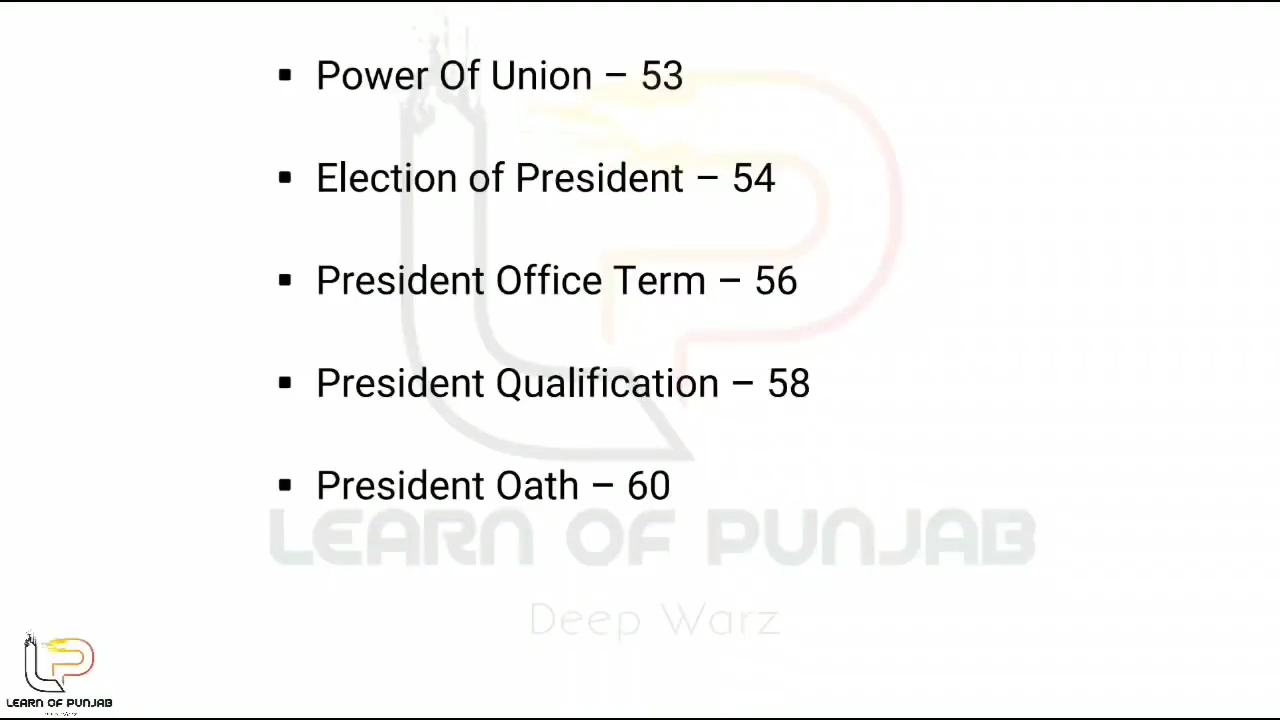 ▪ Power Of Union – 53
▪ Election of President – 54
▪ President Office Term – 56
▪ President Qualification – 58
▪ President Oath – 60
LEARN OF PUNJAB
Deep Warz
LEARN OF PUNJAB